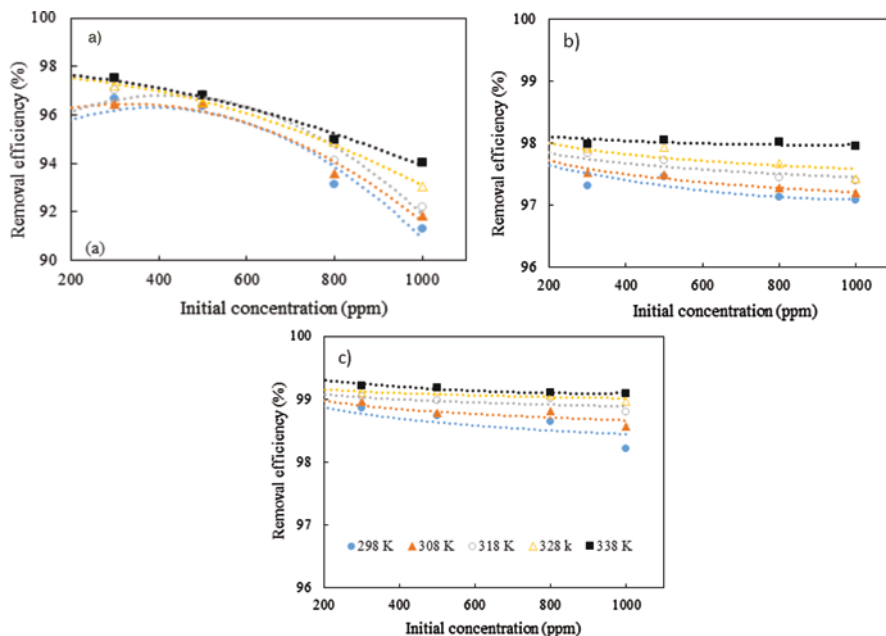 a)
100
98
96
94
92
90
Removal efficiency (%)
(a)
200 400 600 800 1000
Initial concentration (ppm)
b)
100
99
98
97
96
Removal efficiency (%)
200 400 600 800 1000
Initial concentration (ppm)
c)
100
99
98
97
96
Removal efficiency (%)
298 K 308 K 318 K 328 k 338 K
200 400 600 800 1000
Initial concentration (ppm)